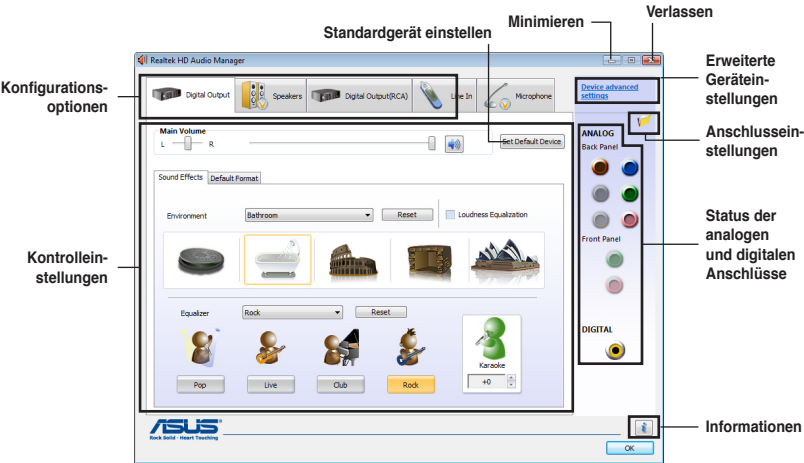 Verlassen
Minimieren
Standardgerät einstellen
Realtek HD Audio Manager
Erweiterte
Geräteein-
stellungen
Konfigurations-
optionen
Digital Output
Speakers
Digital Output(RCA)
Line In
Microphone
Device advanced
settings
Anschlussein-
stellungen
Main Volume
L
R
Set Default Device
ANALOG
Back Panel
Sound Effects
Default Format
Environment
Bathroom
Reset
Loudness Equalization
Status der
analogen
und digitalen
Anschlüsse
Front Panel
Kontrollein-
stellungen
Equalizer
Rock
Reset
DIGITAL
Karaoke
Pop
Live
Club
Rock
+0
ASUS
Rock Solid · Heart Touching
Informationen
i
OK